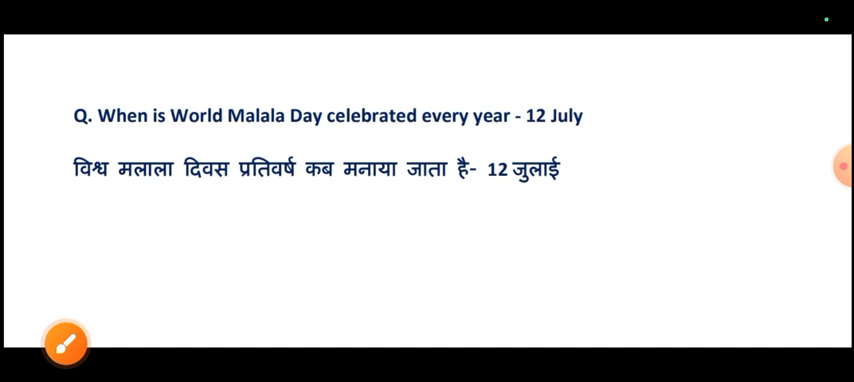 Q. When is World Malala Day celebrated every year - 12 July
विश्व मलाला दिवस प्रतिवर्ष कब मनाया जाता है- 12 जुलाई